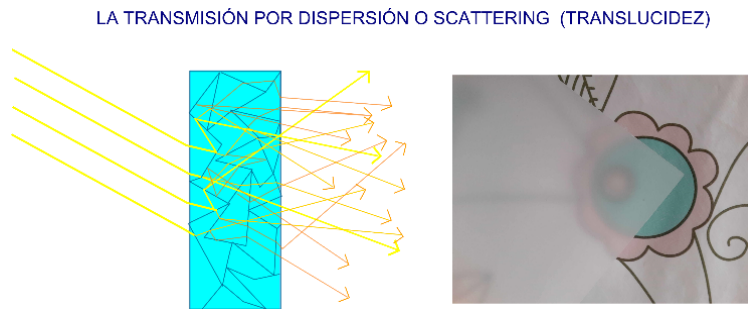 LA TRANSMISIÓN POR DISPERSIÓN O SCATTERING (TRANSLUCIDEZ)